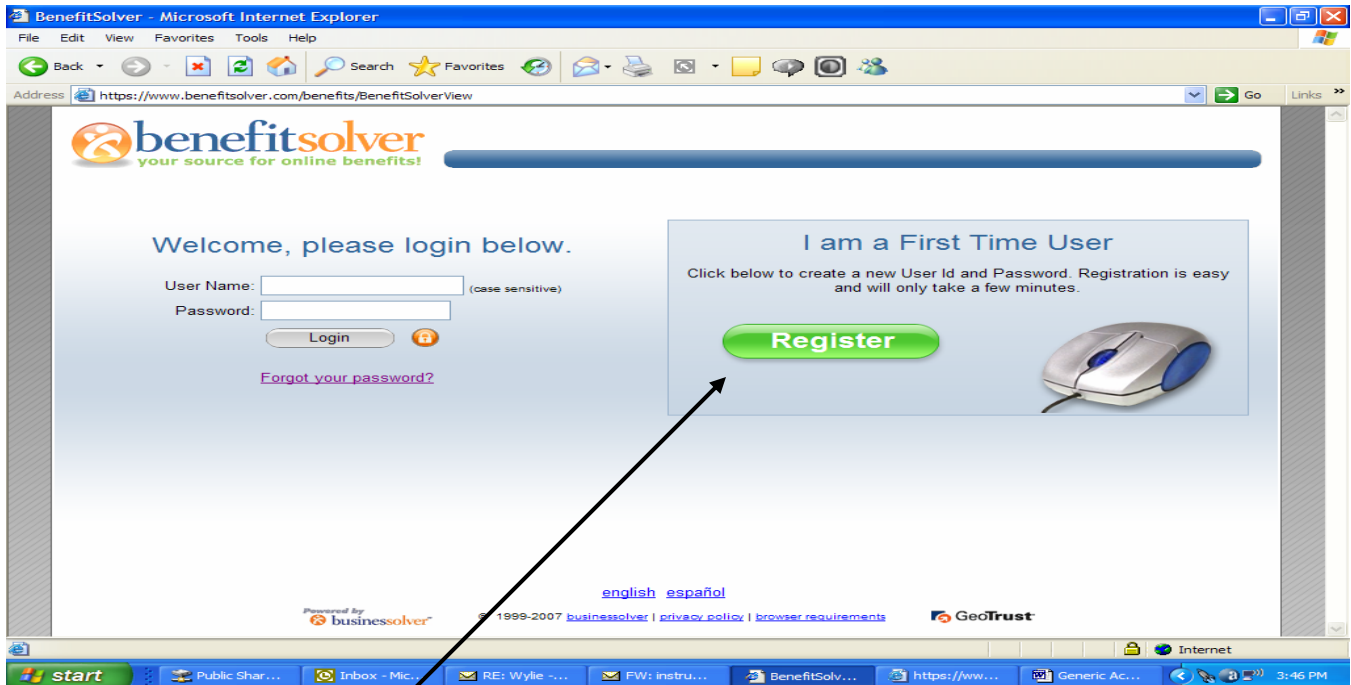 BenefitSolver - Microsoft Internet Explorer
File Edit View Favorites Tools Help
Back Search Favorites
Address https://www.benefitsolver.com/benefits/BenefitSolverView Go Links »
benefitsolver
your source for online benefits!
Welcome, please login below.
User Name: (case sensitive)
Password:
Login
Forgot your password?
I am a First Time User
Click below to create a new User Id and Password. Registration is easy
and will only take a few minutes.
Register
english español
Powered by
businessolver
1999-2007 businessolver | privacy policy | browser requirements
GeoTrust
Internet
start Public Shar... Inbox - Mic... RE: Wylie -... FW: instru... BenefitSolv... https://ww... Generic Ac... 3:46 PM